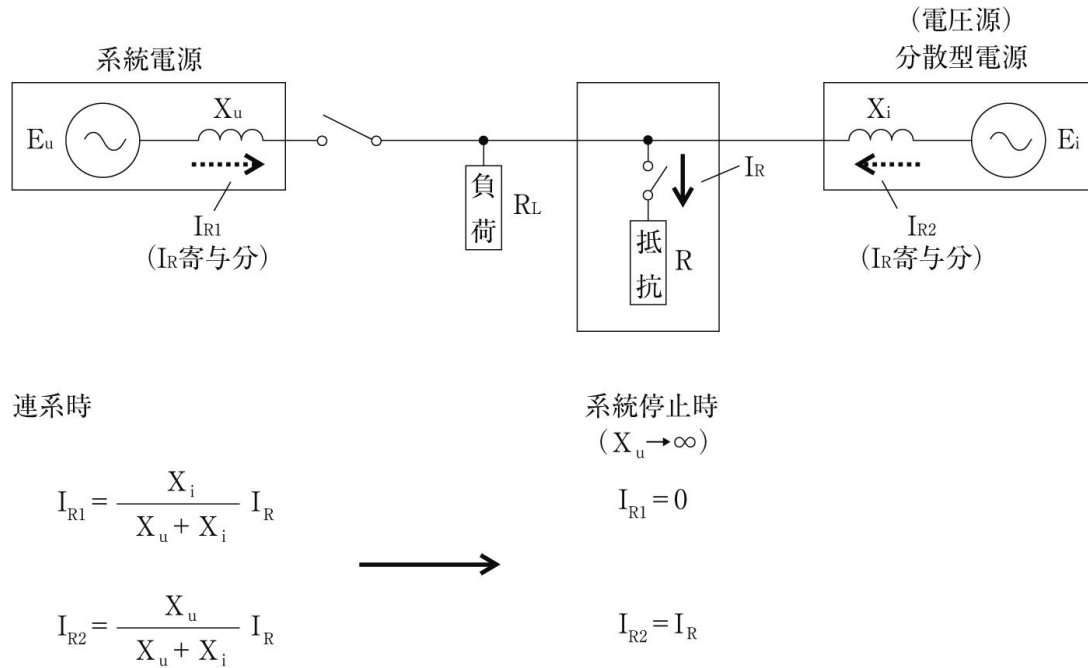 系統電源
(電圧源)
分散型電源
Eu
Xu
IR1
(IR寄与分)
負荷
RL
IR
抵抗
R
Xi
Ei
IR2
(IR寄与分)
連系時
系統停止時
(Xu→∞)
IR1 = Xi / (Xu + Xi) IR
IR1 = 0
IR2 = Xu / (Xu + Xi) IR
IR2 = IR